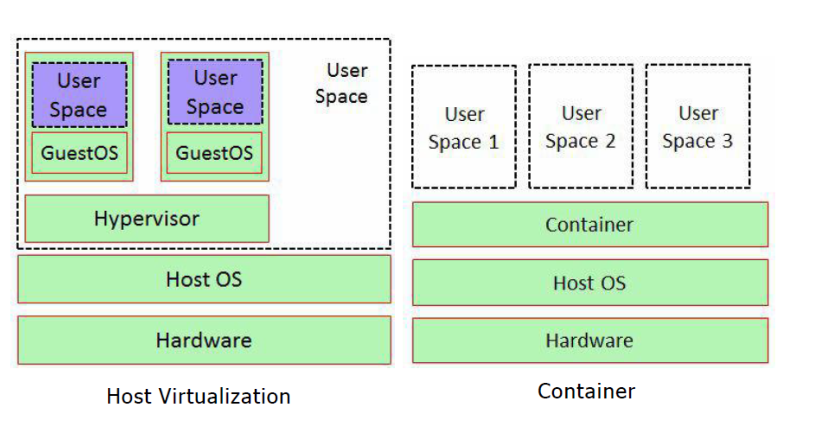 User
Space
GuestOS
User
Space
GuestOS
User
Space
Hypervisor
Host OS
Hardware
Host Virtualization
User
Space 1
User
Space 2
User
Space 3
Container
Host OS
Hardware
Container